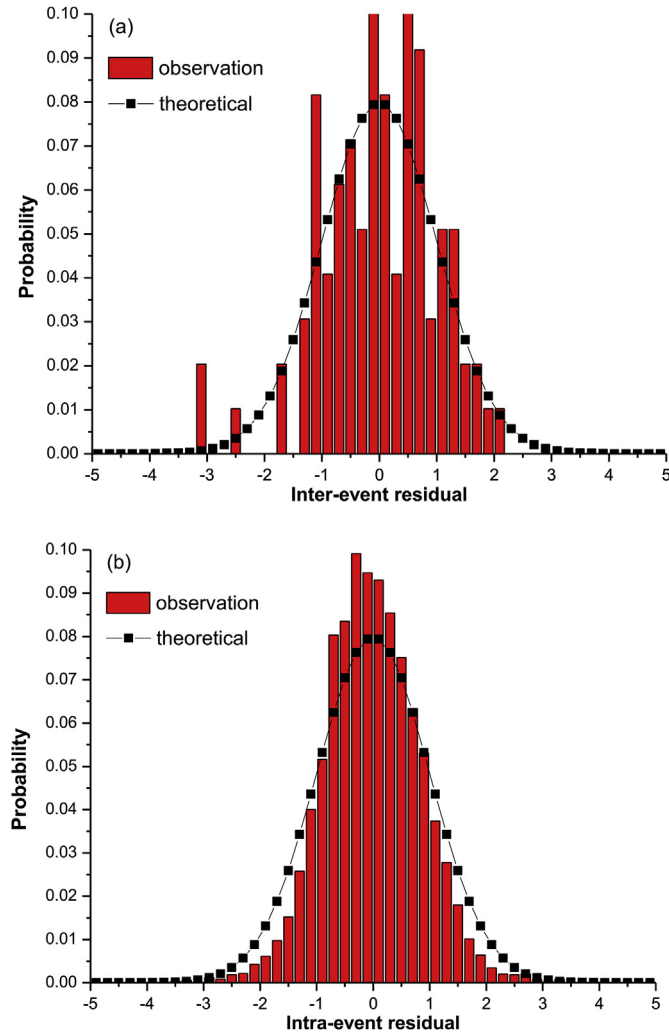 (a)
observation
theoretical
Probability
0.10
0.09
0.08
0.07
0.06
0.05
0.04
0.03
0.02
0.01
0.00
-5 -4 -3 -2 -1 0 1 2 3 4 5
Inter-event residual
(b)
observation
theoretical
Probability
0.10
0.09
0.08
0.07
0.06
0.05
0.04
0.03
0.02
0.01
0.00
-5 -4 -3 -2 -1 0 1 2 3 4 5
Intra-event residual